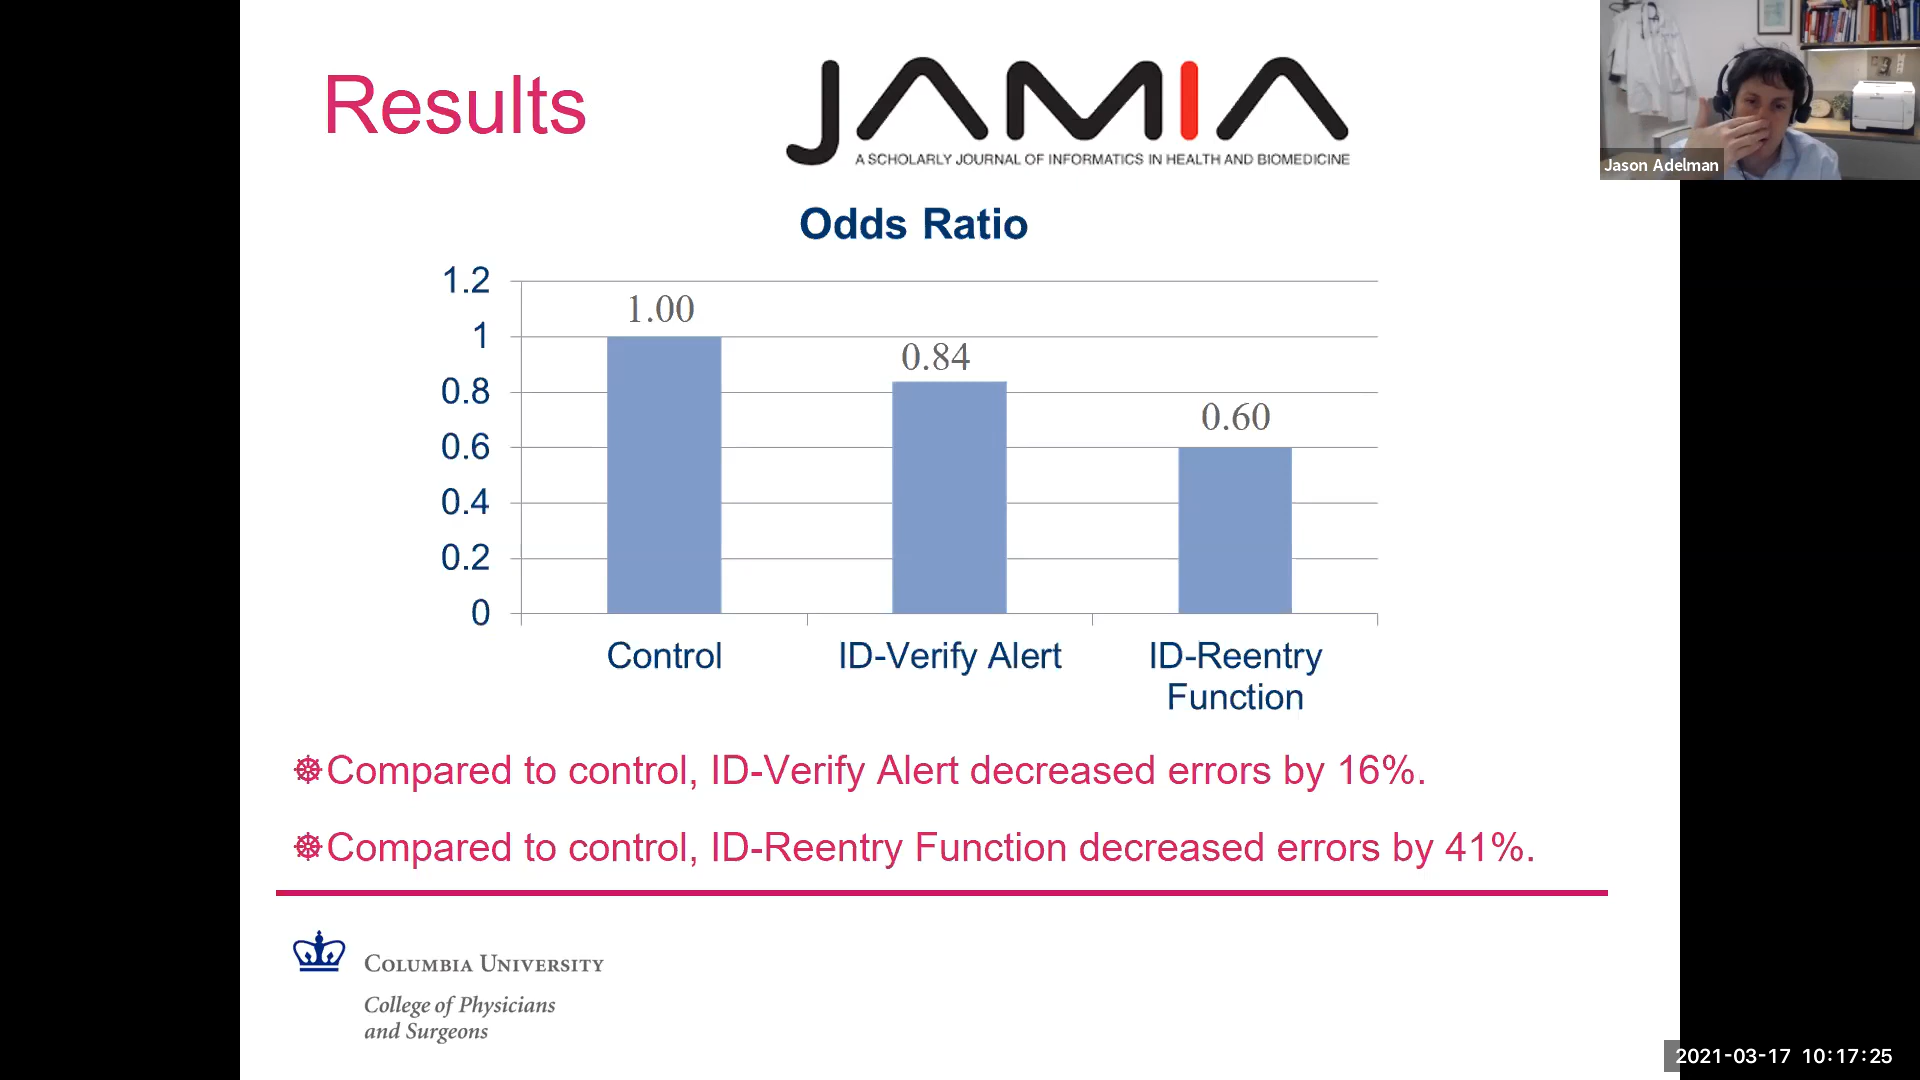 Results
JAMIA
A SCHOLARLY JOURNAL OF INFORMATICS IN HEALTH AND BIOMEDICINE
Jason Adelman
Odds Ratio
1.2
1
0.8
0.6
0.4
0.2
0
1.00
0.84
0.60
Control
ID-Verify Alert
ID-Reentry
Function
Compared to control, ID-Verify Alert decreased errors by 16%.
Compared to control, ID-Reentry Function decreased errors by 41%.
COLUMBIA UNIVERSITY
College of Physicians
and Surgeons
2021-03-17 10:17:25